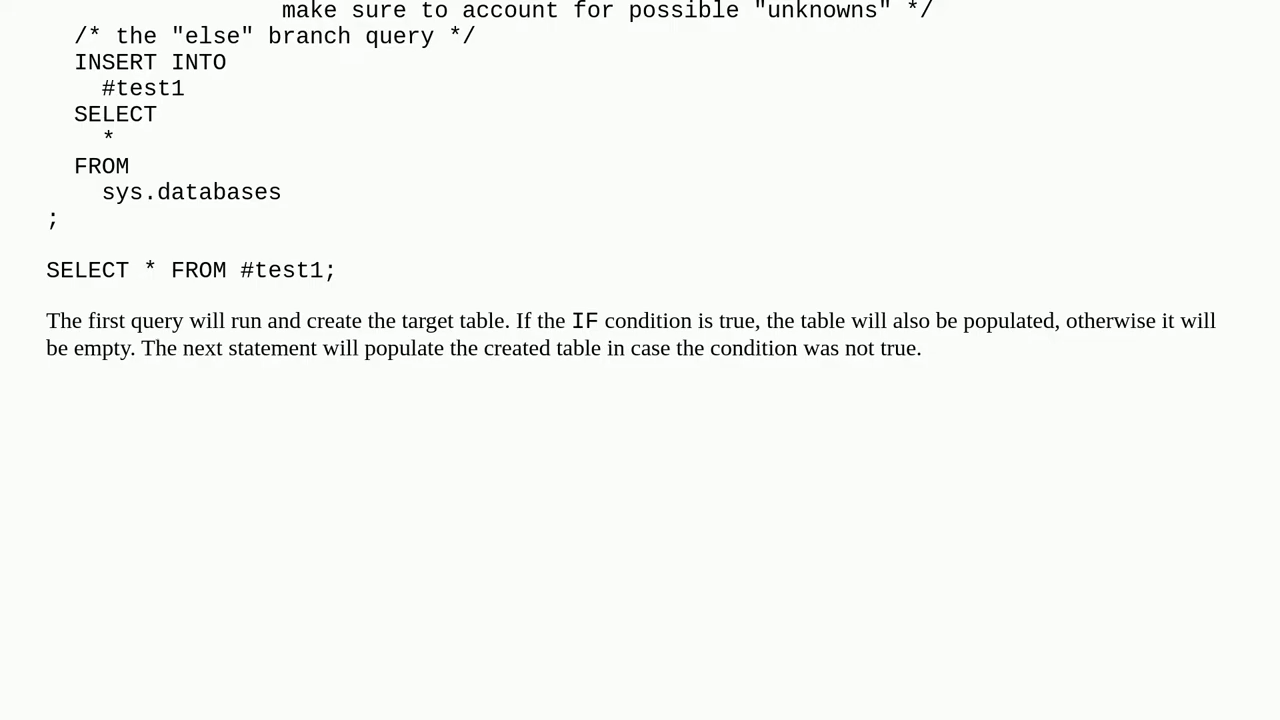 make sure to account for possible "unknowns" */
/* the "else" branch query */
INSERT INTO
#test1
SELECT
*
FROM
sys.databases
;
SELECT * FROM #test1;
The first query will run and create the target table. If the IF condition is true, the table will also be populated, otherwise it will
be empty. The next statement will populate the created table in case the condition was not true.